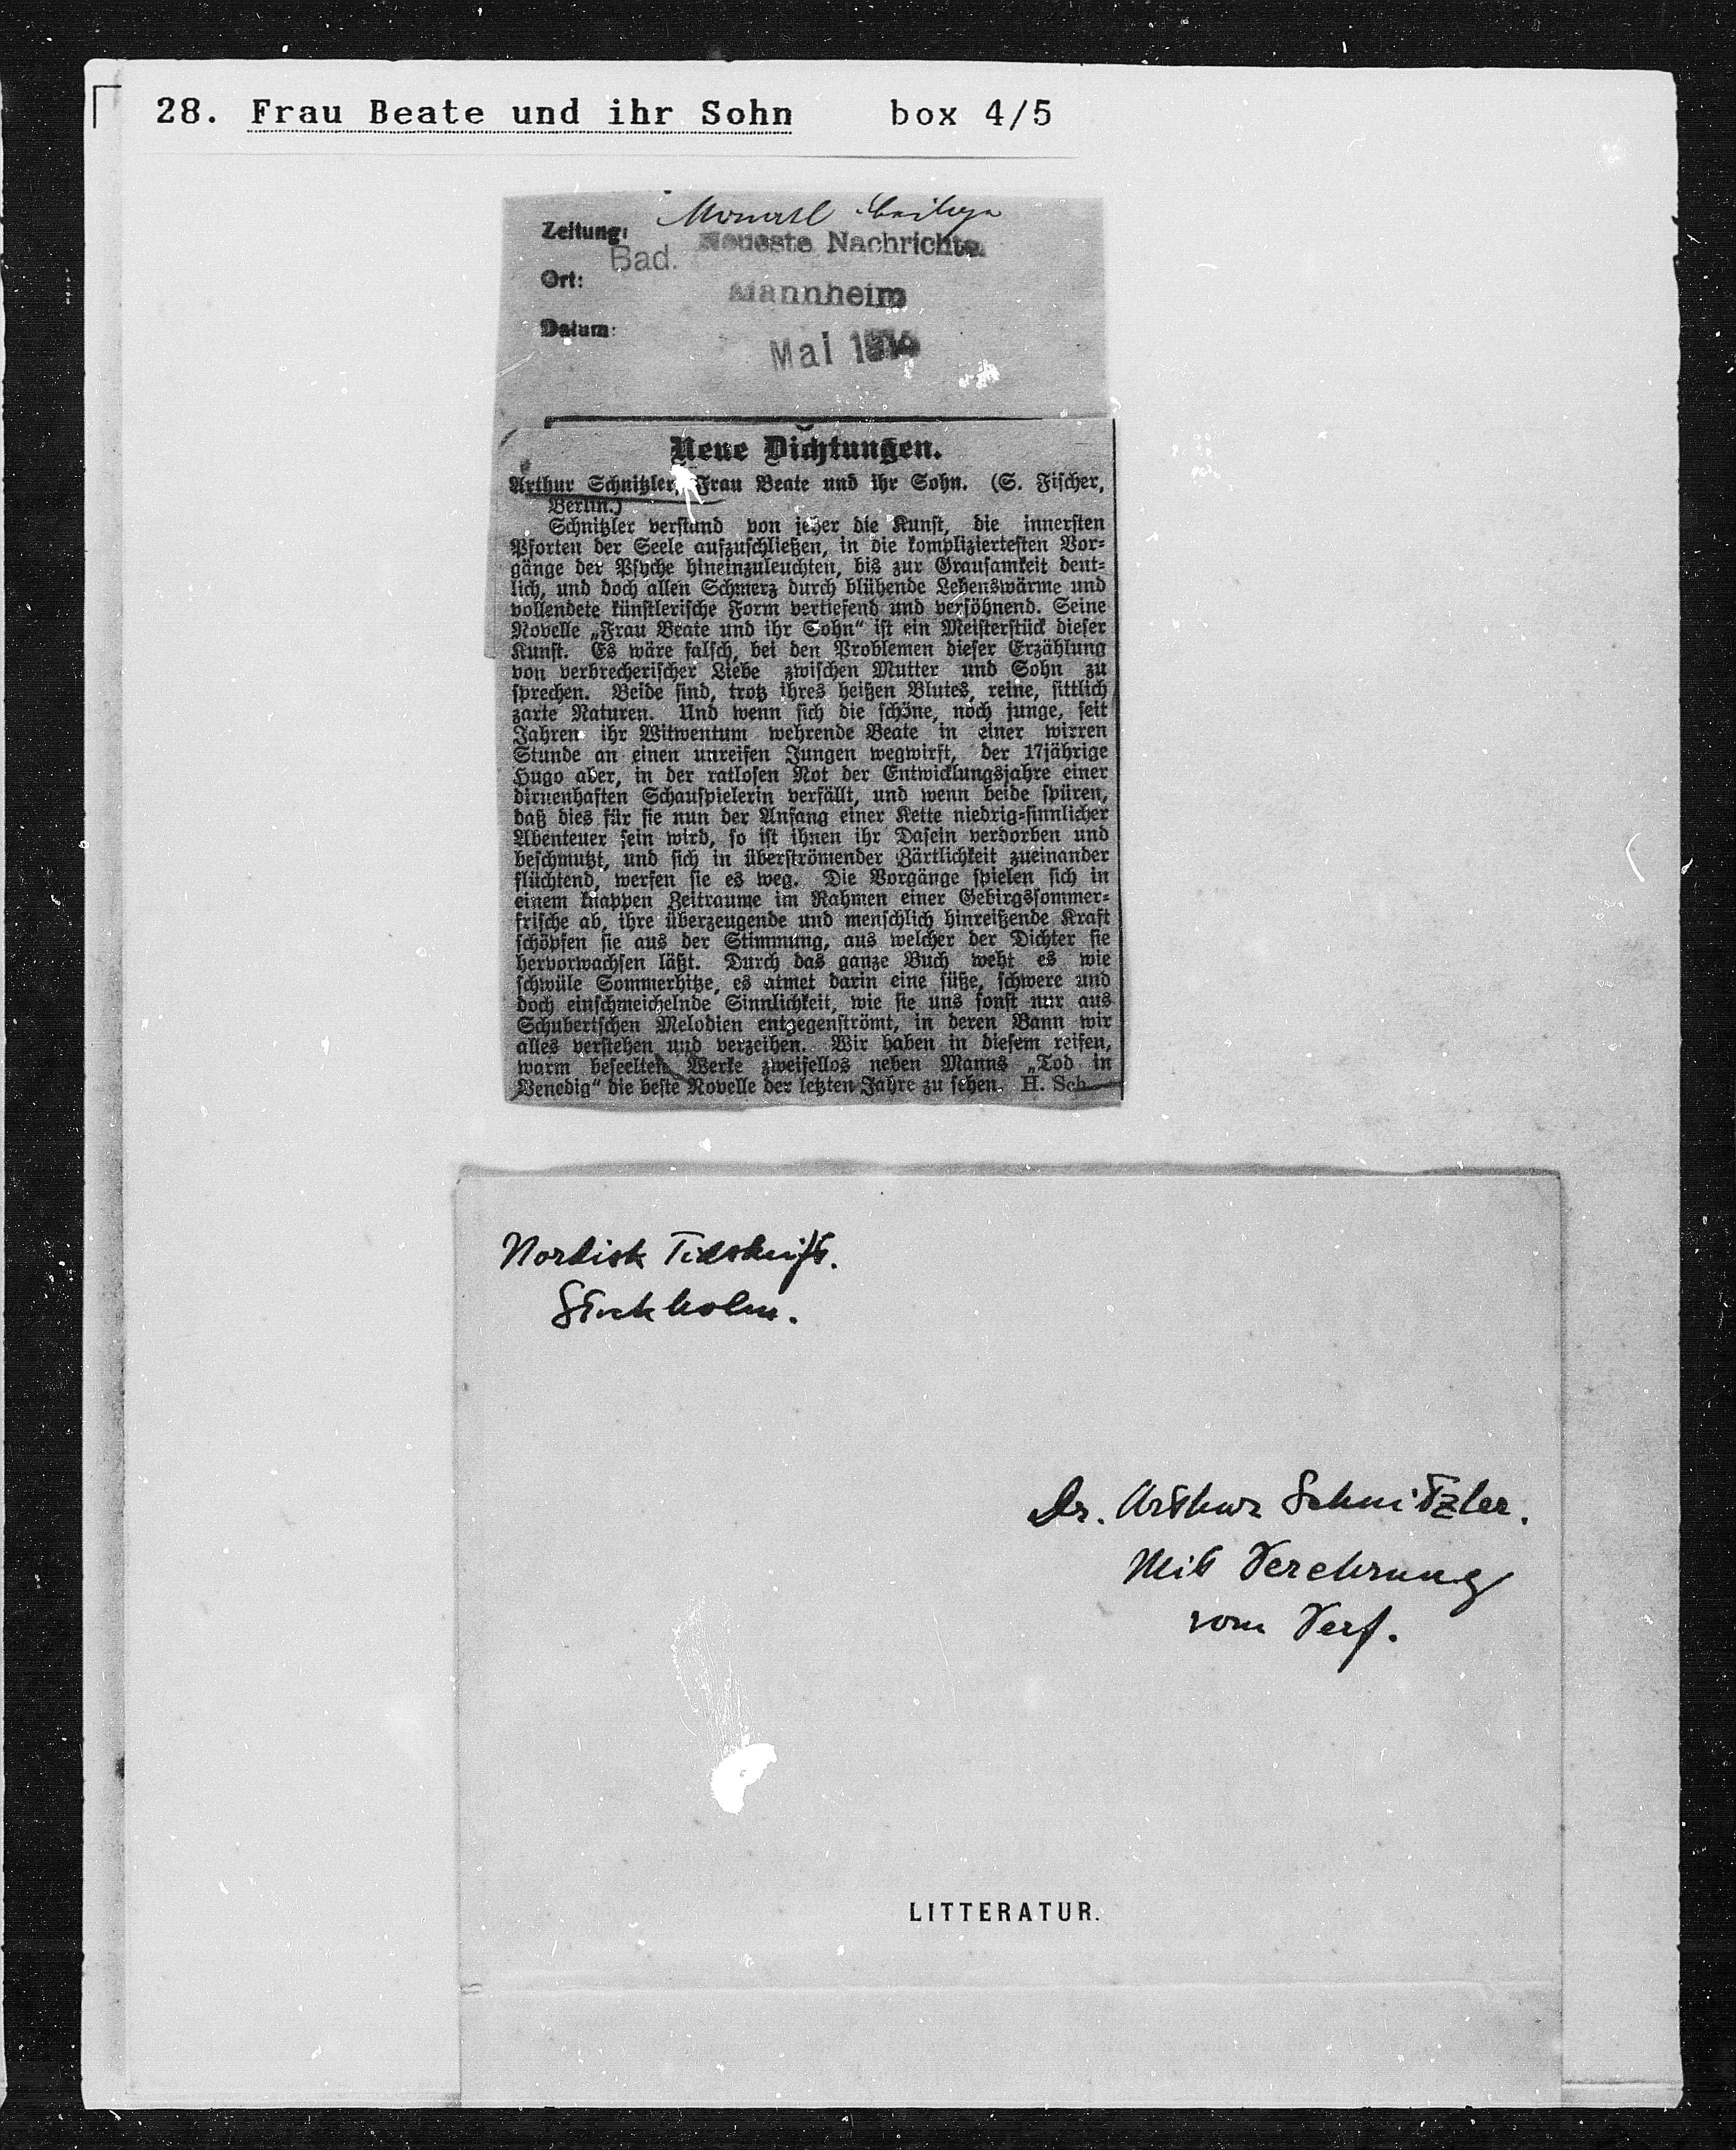 28. Frau Beate und ihr Sohn box 4/5
Monatl. Beilage
Zeitung:
Bad. Neueste Nachrichte
Ort:
Mannheim
Datum:
Mai 1914
Neue Dichtungen.
Arthur Schnitzler, Frau Beate und ihr Sohn. (S. Fischer,
Berlin.)
Schnitzler verstand von jeher die Kunst, die innersten
Pforten der Seele aufzuschließen, in die kompliziertesten Vor-
gänge der Psyche hineinzuleuchten, bis zur Grausamkeit deut-
lich, und doch allen Schmerz durch blühende Lebenswärme und
vollendete künstlerische Form vertiefend und versöhnend. Seine
Novelle „Frau Beate und ihr Sohn“ ist ein Meisterstück dieser
Kunst. Es wäre falsch, bei den Problemen dieser Erzählung
von verbrecherischer Liebe zwischen Mutter und Sohn zu
sprechen. Beide sind, trotz ihres heißen Blutes, reine, sittlich
zarte Naturen. Und wenn sich die schöne, noch junge, seit
Jahren ihr Witwentum wehrende Beate in einer wirren
Stunde an einen unreifen Jungen wegwirft, der 17jährige
Hugo aber, in der ratlosen Not der Entwicklungsjahre einer
dirnenhaften Schauspielerin verfällt, und wenn beide spüren,
daß dies für sie nun der Anfang einer Kette niedrig-sinnlicher
Abenteuer sein wird, so ist ihnen ihr Dasein verdorben und
beschmutzt, und sich in überströmender Zärtlichkeit zueinander
flüchtend, werfen sie es weg. Die Vorgänge spielen sich in
einem knappen Zeitraume im Rahmen einer Gebirgssommer-
frische ab, ihre überzeugende und menschlich hinreißende Kraft
schöpfen sie aus der Stimmung, aus welcher der Dichter sie
hervorwachsen läßt. Durch das ganze Buch weht es wie
schwüle Sommerhitze, es atmet darin eine süße, schwere und
doch einschmeichelnde Sinnlichkeit, wie sie uns sonst nur aus
Schubertschen Melodien entgegenströmt, in deren Bann wir
alles verstehen und verzeihen. Wir haben in diesem reifen,
warm beseelten Werke zweifellos neben Manns „Tod in
Venedig“ die beste Novelle der letzten Jahre zu sehen. H. Sch.
Nordisk Tidskrift.
Stockholm.
Dr. Arthur Schnitzler.
Mit Verehrung
vom Verf.
LITTERATUR.